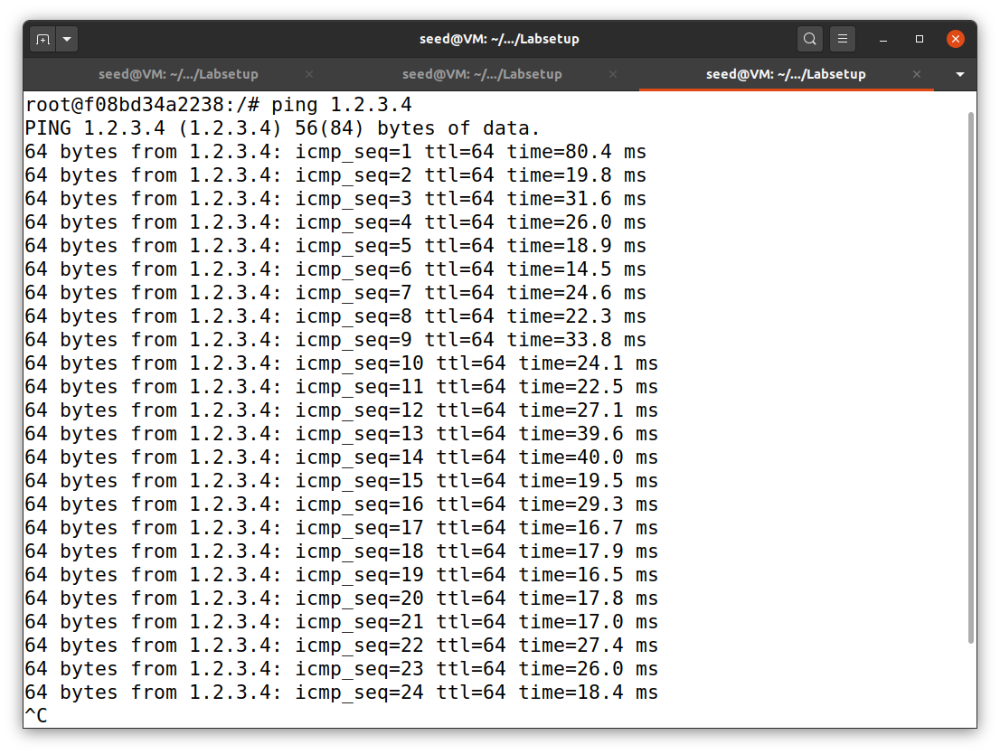 seed@VM: ~/.../Labsetup
seed@VM: ~/.../Labsetup seed@VM: ~/.../Labsetup seed@VM: ~/.../Labsetup
root@f08bd34a2238:/# ping 1.2.3.4
PING 1.2.3.4 (1.2.3.4) 56(84) bytes of data.
64 bytes from 1.2.3.4: icmp_seq=1 ttl=64 time=80.4 ms
64 bytes from 1.2.3.4: icmp_seq=2 ttl=64 time=19.8 ms
64 bytes from 1.2.3.4: icmp_seq=3 ttl=64 time=31.6 ms
64 bytes from 1.2.3.4: icmp_seq=4 ttl=64 time=26.0 ms
64 bytes from 1.2.3.4: icmp_seq=5 ttl=64 time=18.9 ms
64 bytes from 1.2.3.4: icmp_seq=6 ttl=64 time=14.5 ms
64 bytes from 1.2.3.4: icmp_seq=7 ttl=64 time=24.6 ms
64 bytes from 1.2.3.4: icmp_seq=8 ttl=64 time=22.3 ms
64 bytes from 1.2.3.4: icmp_seq=9 ttl=64 time=33.8 ms
64 bytes from 1.2.3.4: icmp_seq=10 ttl=64 time=24.1 ms
64 bytes from 1.2.3.4: icmp_seq=11 ttl=64 time=22.5 ms
64 bytes from 1.2.3.4: icmp_seq=12 ttl=64 time=27.1 ms
64 bytes from 1.2.3.4: icmp_seq=13 ttl=64 time=39.6 ms
64 bytes from 1.2.3.4: icmp_seq=14 ttl=64 time=40.0 ms
64 bytes from 1.2.3.4: icmp_seq=15 ttl=64 time=19.5 ms
64 bytes from 1.2.3.4: icmp_seq=16 ttl=64 time=29.3 ms
64 bytes from 1.2.3.4: icmp_seq=17 ttl=64 time=16.7 ms
64 bytes from 1.2.3.4: icmp_seq=18 ttl=64 time=17.9 ms
64 bytes from 1.2.3.4: icmp_seq=19 ttl=64 time=16.5 ms
64 bytes from 1.2.3.4: icmp_seq=20 ttl=64 time=17.8 ms
64 bytes from 1.2.3.4: icmp_seq=21 ttl=64 time=17.0 ms
64 bytes from 1.2.3.4: icmp_seq=22 ttl=64 time=27.4 ms
64 bytes from 1.2.3.4: icmp_seq=23 ttl=64 time=26.0 ms
64 bytes from 1.2.3.4: icmp_seq=24 ttl=64 time=18.4 ms
^C